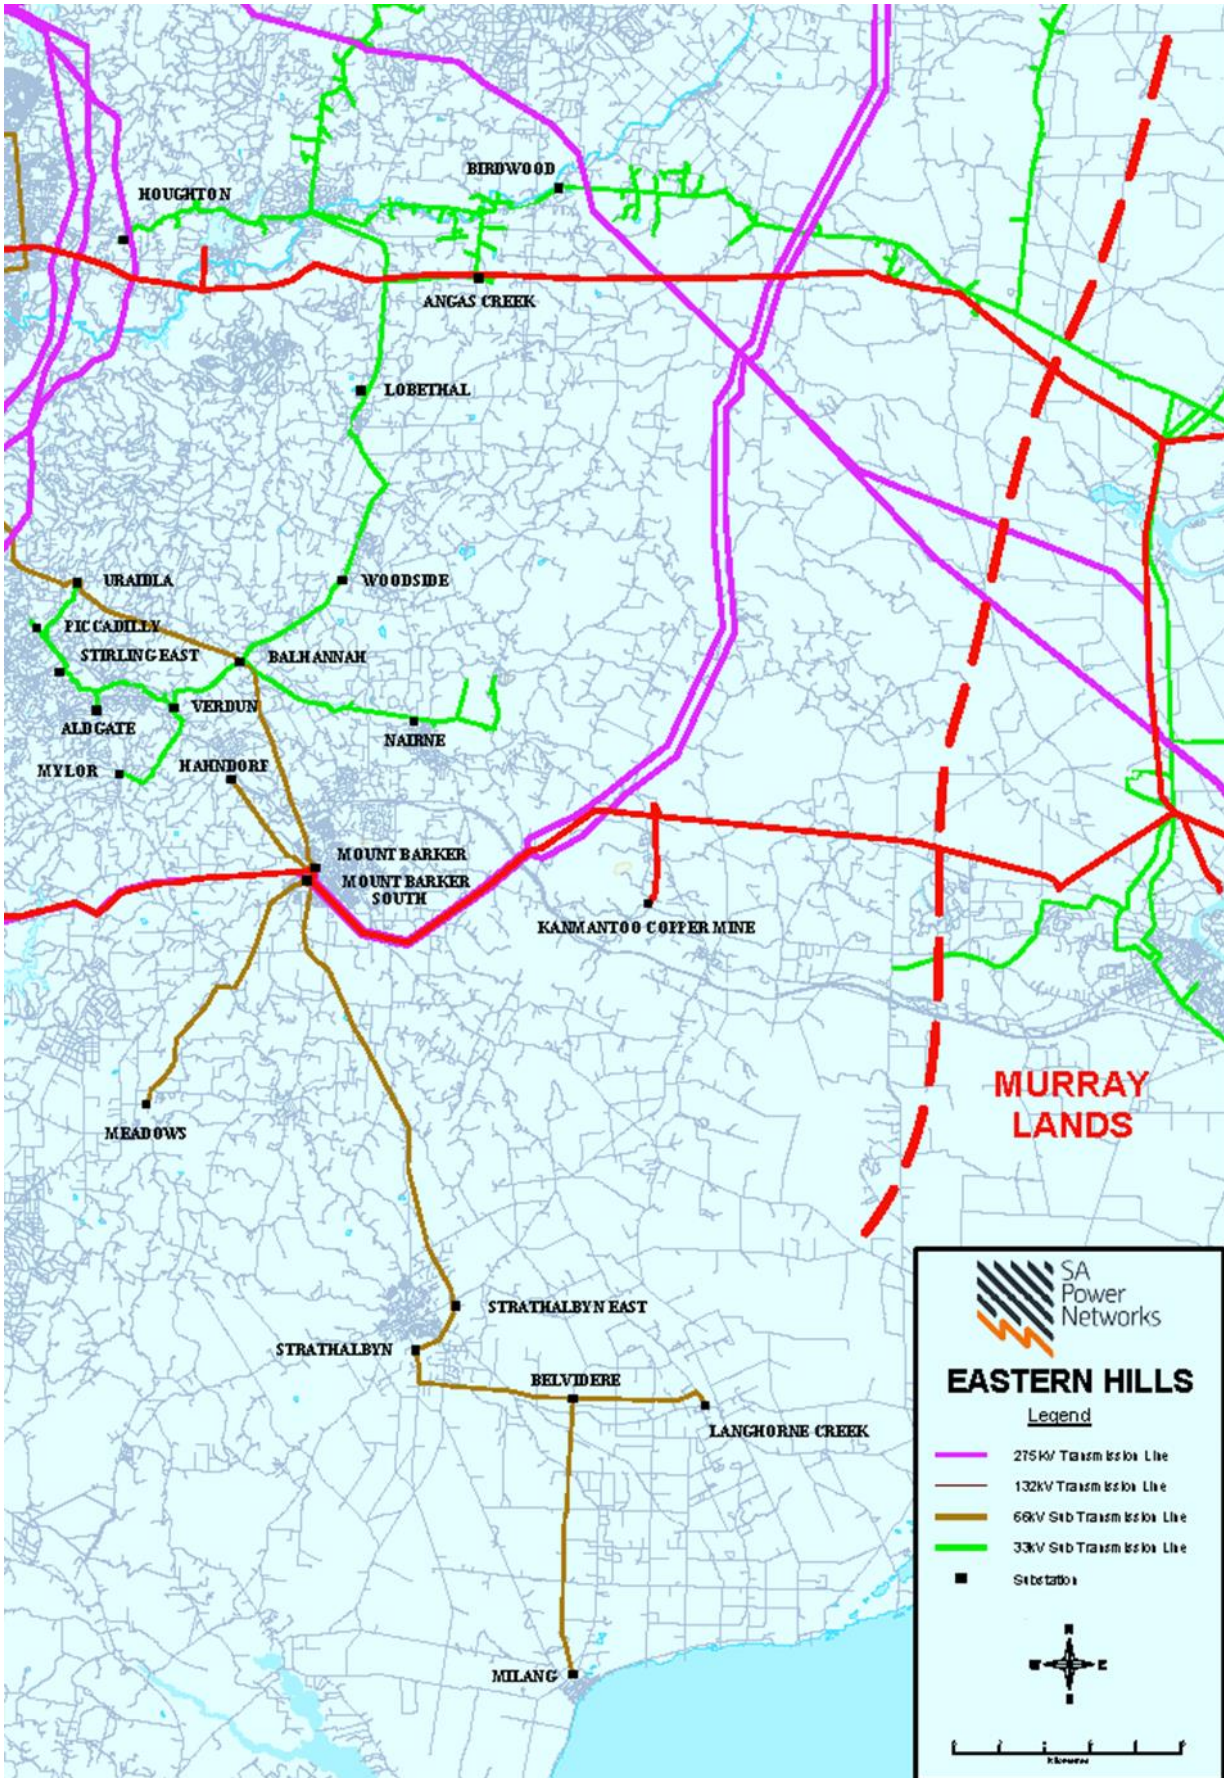 BIRDWOOD
HOUGHTON
ANGAS CREEK
LOBETHAL
WOODSIDE
URAIDLA
PICCADILLY
STIRLING EAST
BALHANNAH
VERDUN
ALDGATE
NAIRNE
MYLOR
HAHNDORF
MOUNT BARKER
MOUNT BARKER
SOUTH
KANMANTOO COPPER MINE
MURRAY
LANDS
MEADOWS
STRATHALBYN EAST
STRATHALBYN
BELVIDERE
LANGHORNE CREEK
MILANG
SA
Power
Networks
EASTERN HILLS
Legend
275kV Transmission Line
132kV Transmission Line
66kV Sub Transmission Line
33kV Sub Transmission Line
Substation
N
W E
S